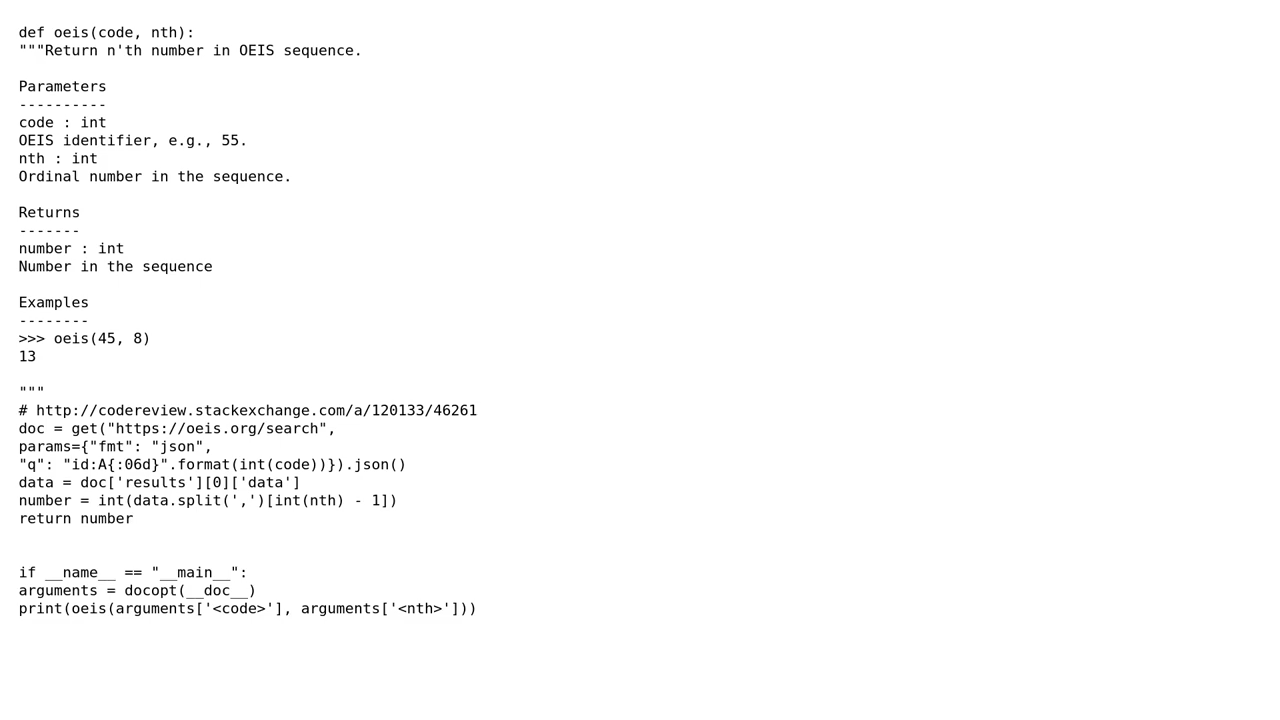 def oeis(code, nth):
"""Return n'th number in OEIS sequence.

Parameters
----------
code : int
OEIS identifier, e.g., 55.
nth : int
Ordinal number in the sequence.

Returns
-------
number : int
Number in the sequence

Examples
--------
>>> oeis(45, 8)
13

"""
# http://codereview.stackexchange.com/a/120133/46261
doc = get("https://oeis.org/search",
params={"fmt": "json",
"q": "id:A{:06d}".format(int(code))}).json()
data = doc['results'][0]['data']
number = int(data.split(',')[int(nth) - 1])
return number


if __name__ == "__main__":
arguments = docopt(__doc__)
print(oeis(arguments['<code>'], arguments['<nth>']))